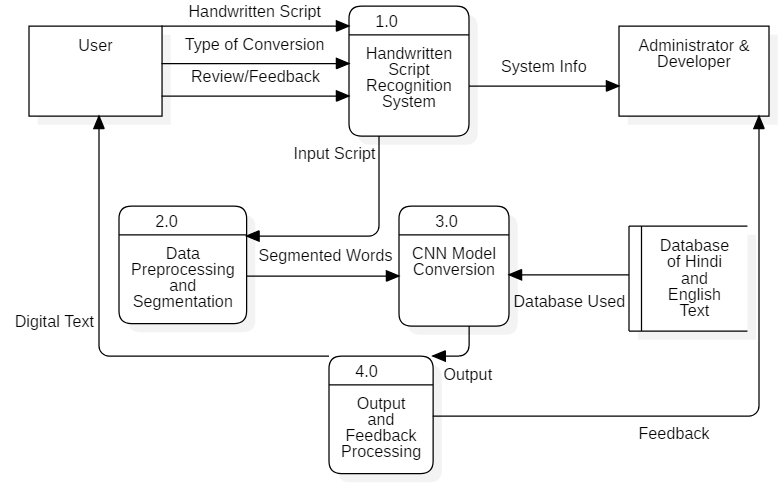 Handwritten Script
1.0
User
Type of Conversion
Review/Feedback
Handwritten
Script
Recognition
System
System Info
Administrator &
Developer
Input Script
2.0
Data
Preprocessing
and
Segmentation
Segmented Words
3.0
CNN Model
Conversion
Database Used
Database
of Hindi
and
English
Text
Digital Text
4.0
Output
Output
and
Feedback
Processing
Feedback